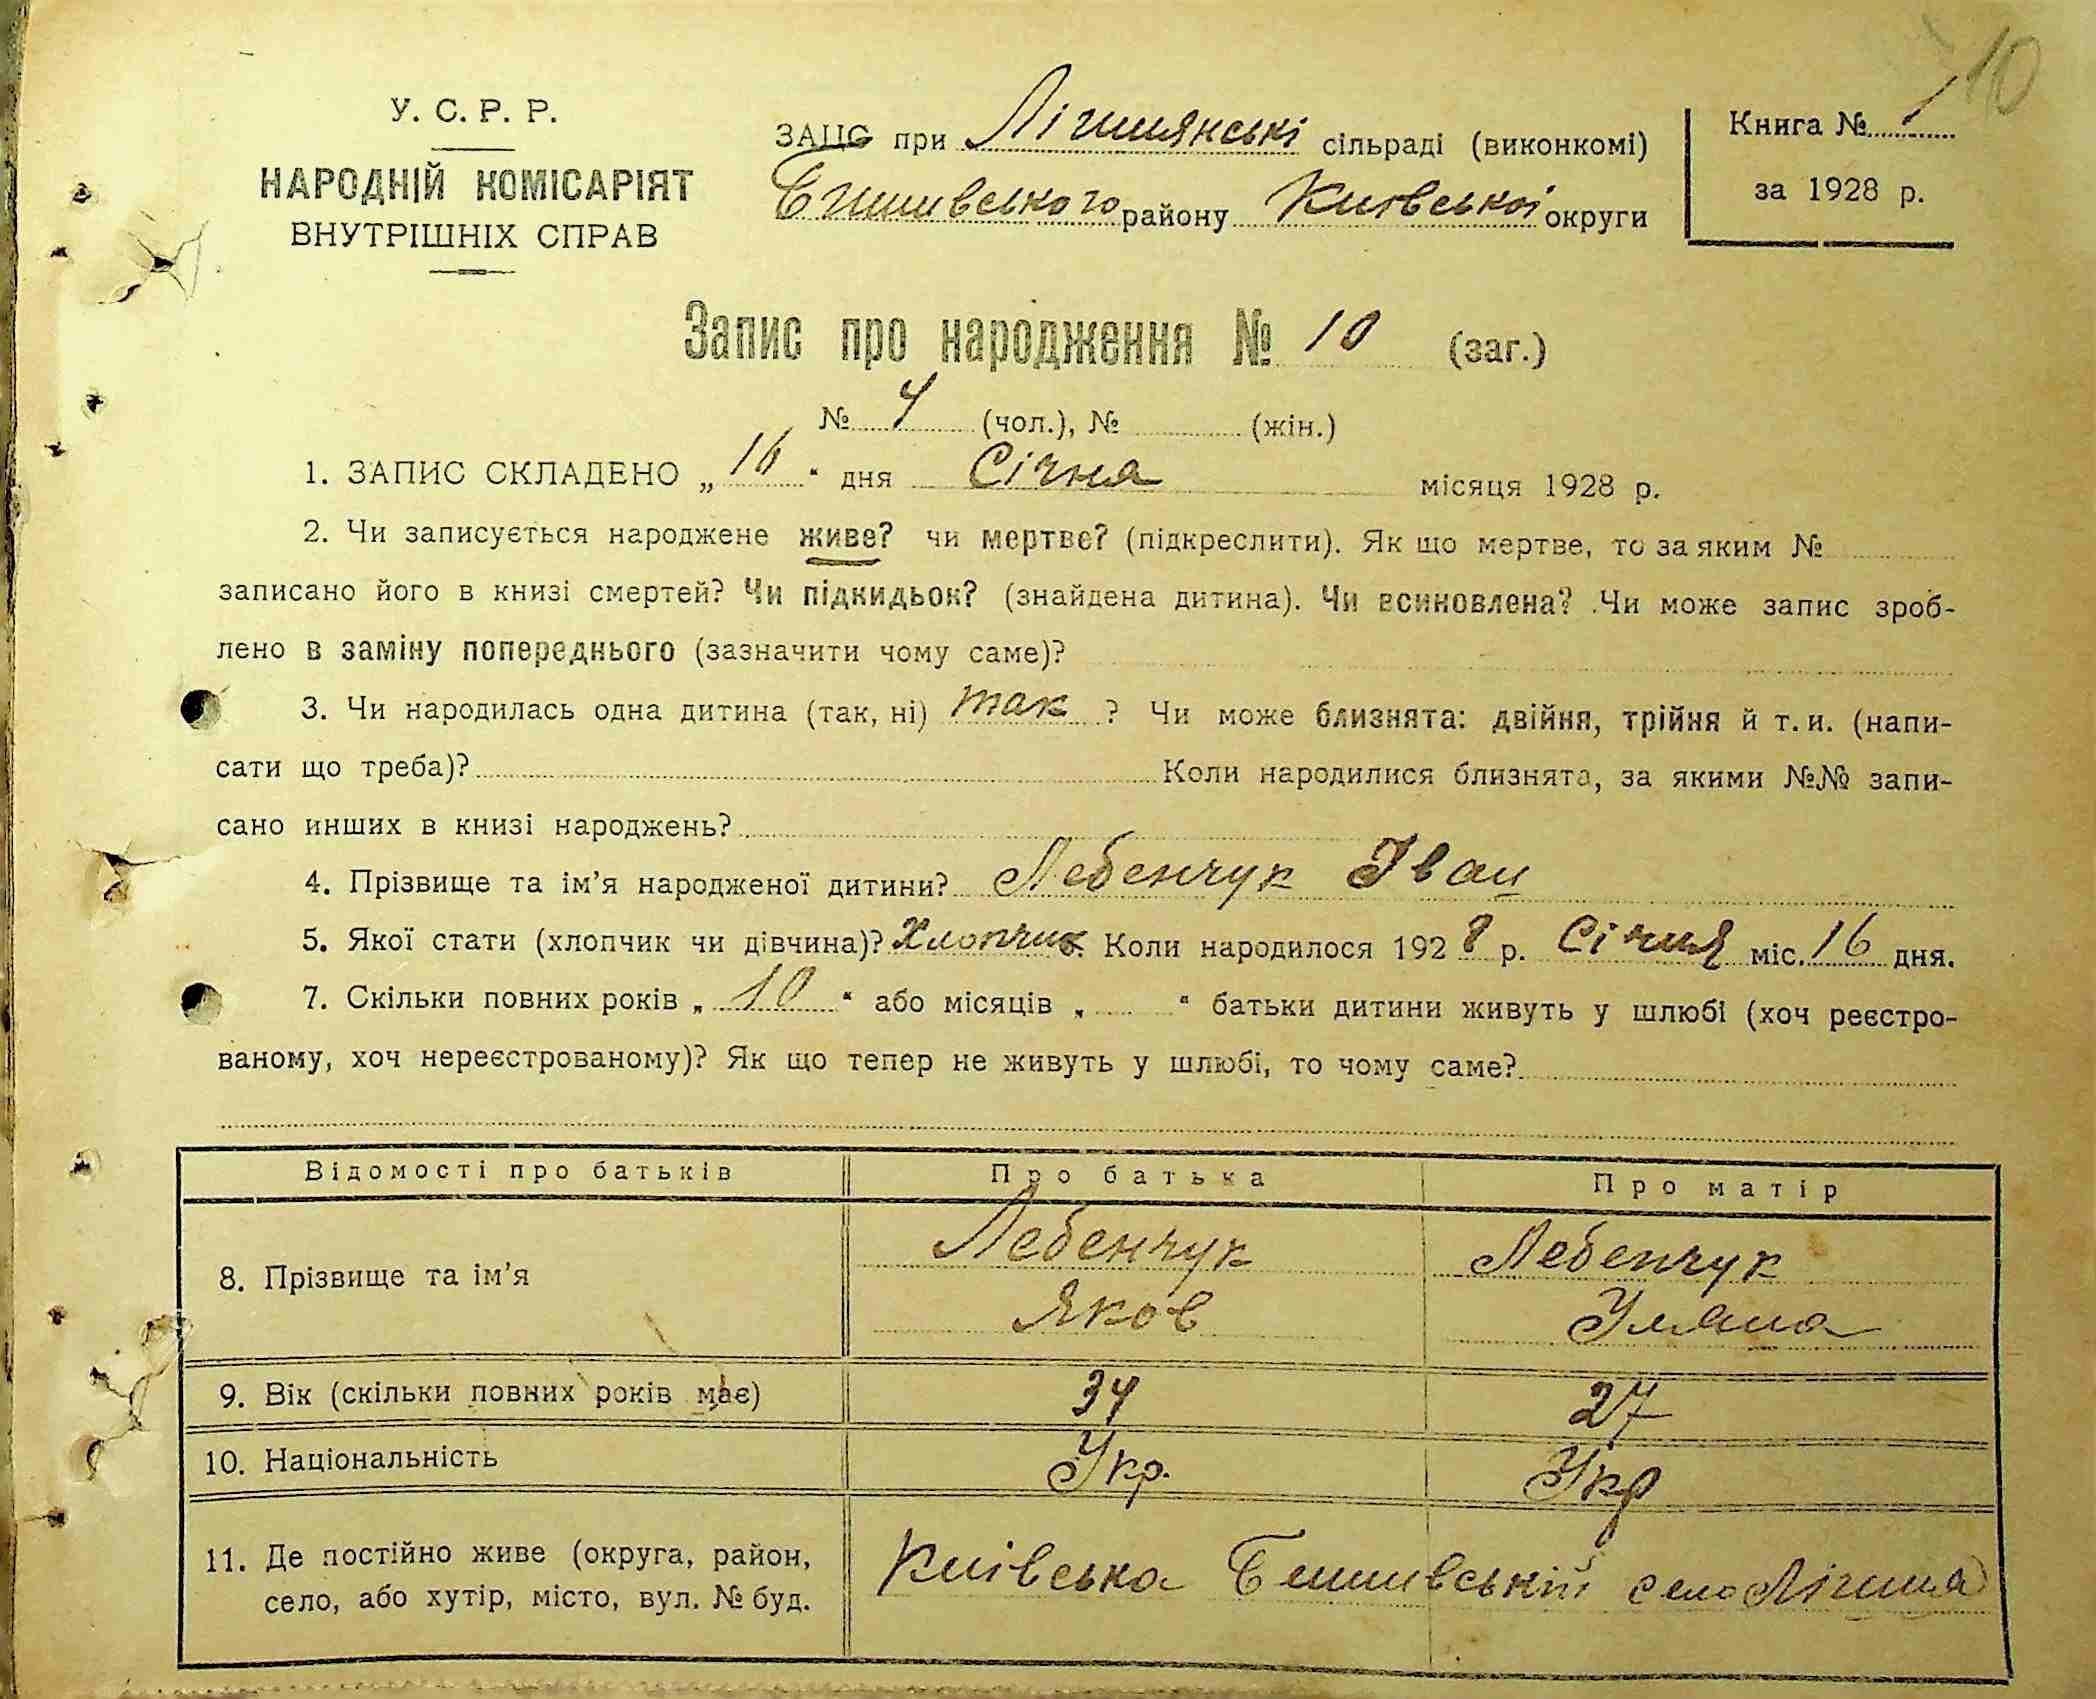 10
У. С. Р. Р.
НАРОДНІЙ КОМІСАРІЯТ
ВНУТРІШНІХ СПРАВ
ЗАЦС при Лічнянські сільраді (виконкомі)
Бишивського району Київської округи
Книга № 1
за 1928 р.
Запис про народження № 10 (заг.)
№ 4 (чол.), № (жін.)
1. ЗАПИС СКЛАДЕНО „ 16 “ дня Січня місяця 1928 р.
2. Чи записується народжене живе? чи мертве? (підкреслити). Як що мертве, то за яким №
записано його в книзі смертей? Чи підкидьок? (знайдена дитина). Чи всиновлена? Чи може запис зроб-
лено в заміну попереднього (зазначити чому саме)?
3. Чи народилась одна дитина (так, ні) так ? Чи може близнята: двійня, трійня й т. и. (напи-
сати що треба)? Коли народилися близнята, за якими №№ запи-
сано инших в книзі народжень?
4. Прізвище та ім’я народженої дитини? Лебенчук Іван
5. Якої стати (хлопчик чи дівчина)? Хлопчик Коли народилося 1928 р. Січня міс. 16 дня.
7. Скільки повних років „ 10 “ або місяців „ “ батьки дитини живуть у шлюбі (хоч реєстро-
ваному, хоч нереєстрованому)? Як що тепер не живуть у шлюбі, то чому саме?
Відомості про батьків Про батька Про матір
8. Прізвище та ім’я Лебенчук Яков Лебенчук Уляна
9. Вік (скільки повних років має) 34 27
10. Національність Укр. Укр
11. Де постійно живе (округа, район,
село, або хутір, місто, вул. № буд.
Київська Бишивській село Лічня